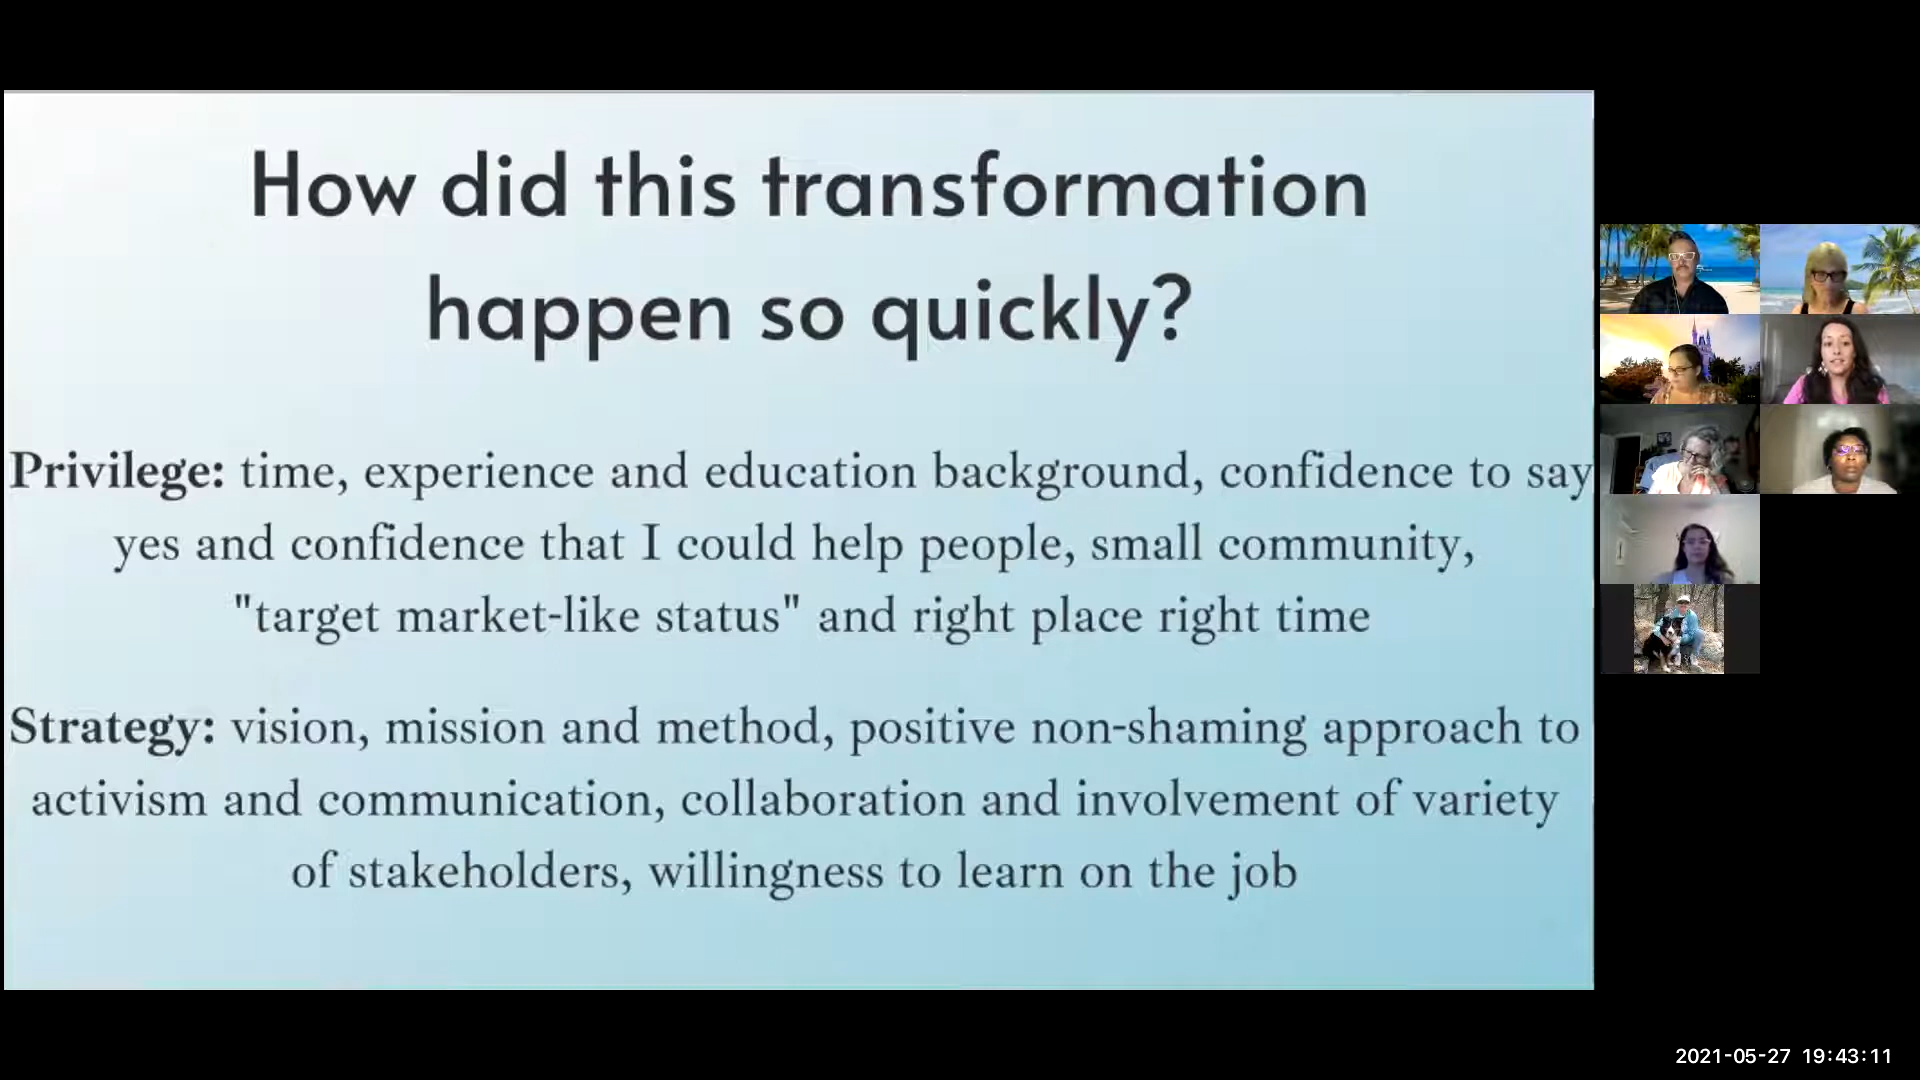 How did this transformation
happen so quickly?
Privilege: time, experience and education background, confidence to say
yes and confidence that I could help people, small community,
"target market-like status" and right place right time
Strategy: vision, mission and method, positive non-shaming approach to
activism and communication, collaboration and involvement of variety
of stakeholders, willingness to learn on the job
2021-05-27 19:43:11